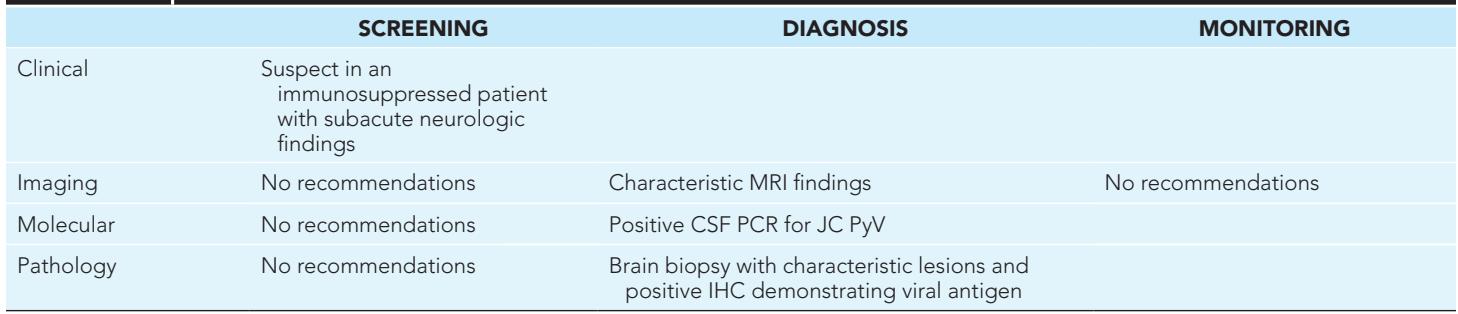 SCREENING DIAGNOSIS MONITORING
Clinical Suspect in an
immunosuppressed patient
with subacute neurologic
findings
Imaging No recommendations Characteristic MRI findings No recommendations
Molecular No recommendations Positive CSF PCR for JC PyV
Pathology No recommendations Brain biopsy with characteristic lesions and
positive IHC demonstrating viral antigen